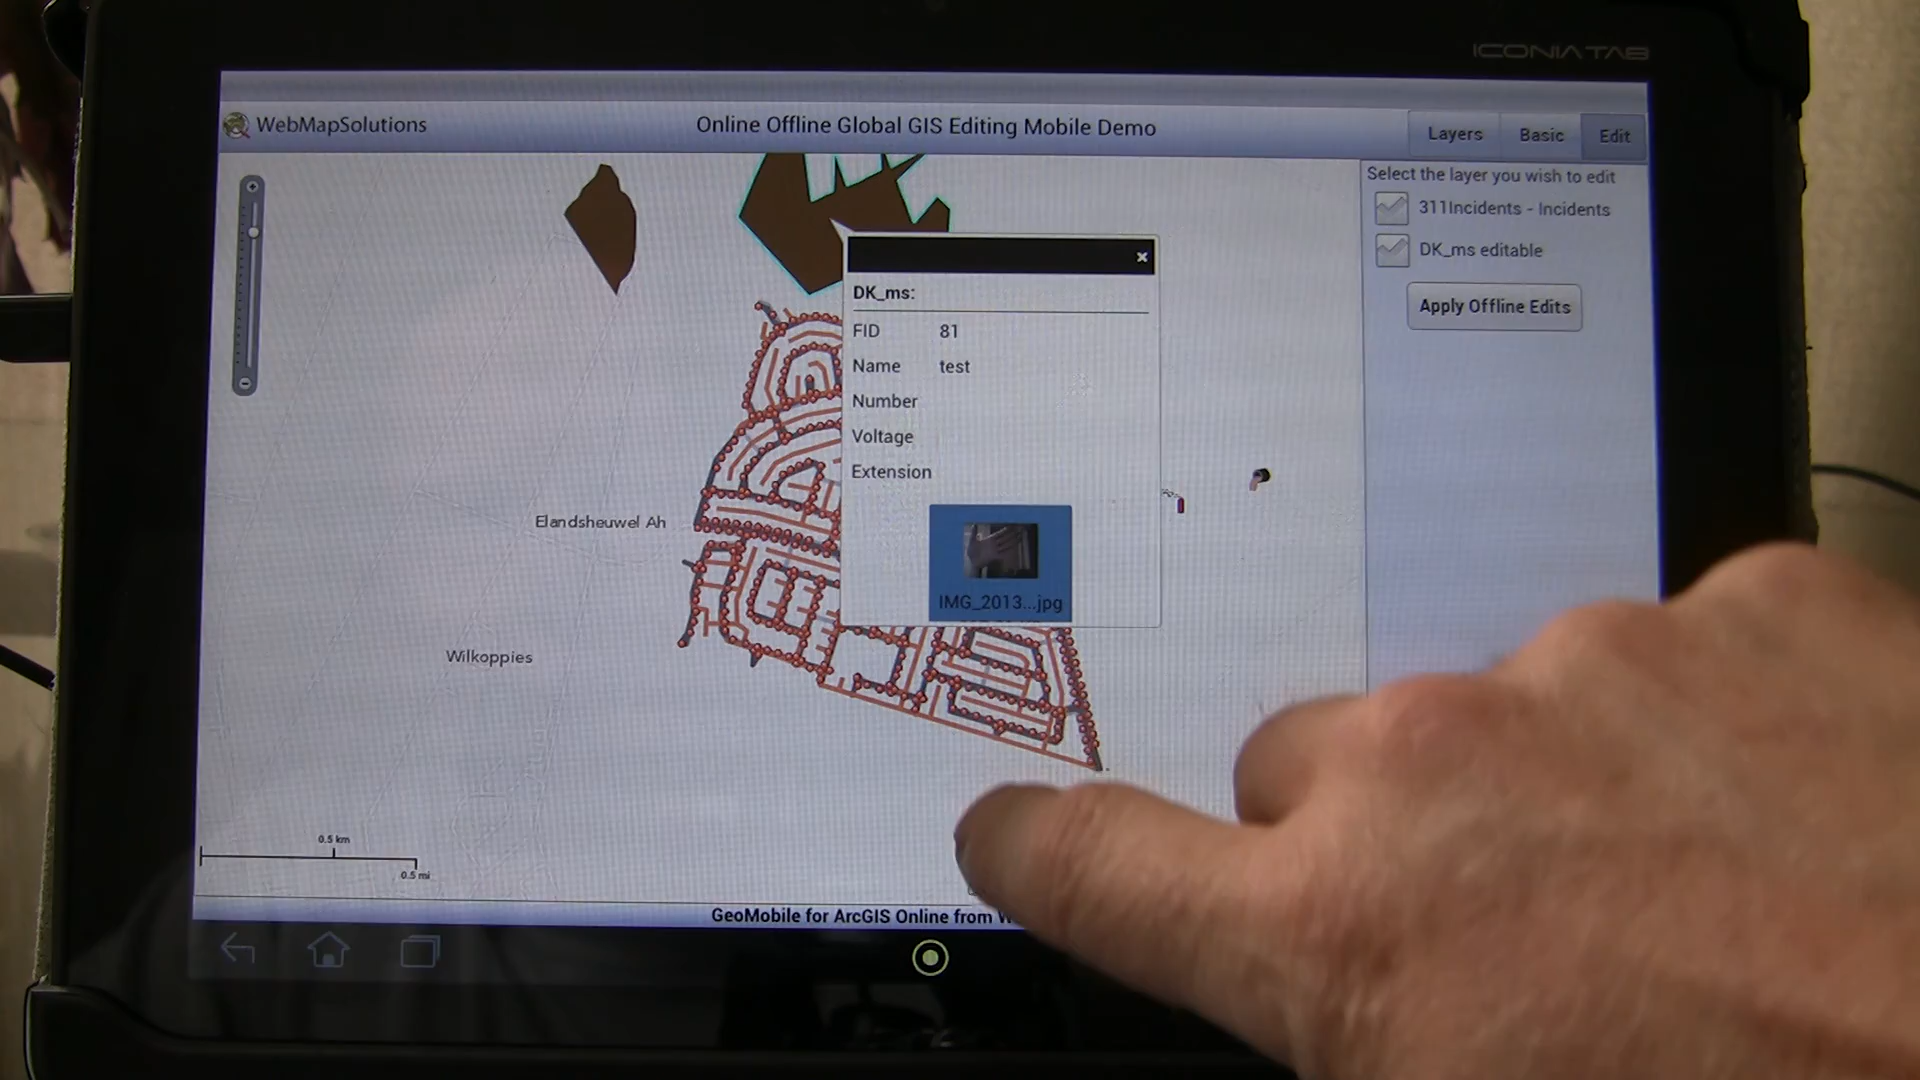 ICONIA TAB
WebMapSolutions
Online Offline Global GIS Editing Mobile Demo
Layers
Basic
Edit
Select the layer you wish to edit
311Incidents - Incidents
DK_ms editable
Apply Offline Edits
DK_ms:
FID 81
Name test
Number
Voltage
Extension
IMG_2013...jpg
Elandsheuwel Ah
Wilkoppies
0.5 km
0.5 mi
GeoMobile for ArcGIS Online from W